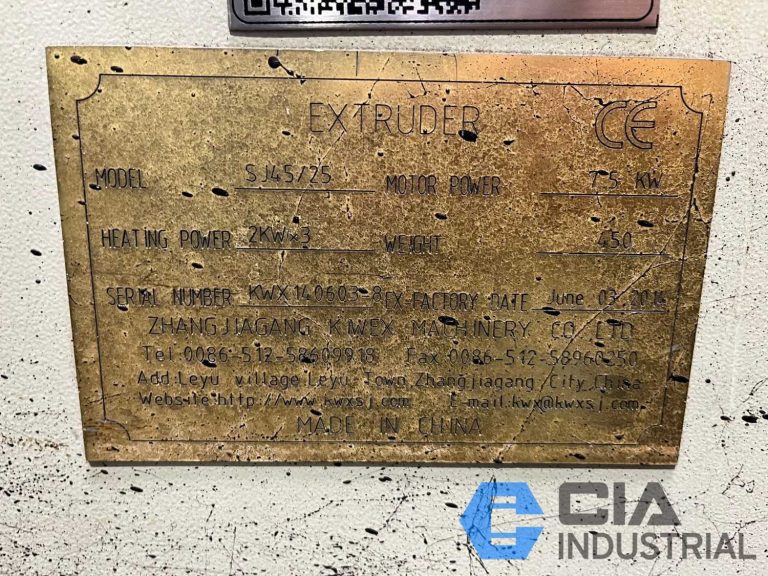 EXTRUDER CE
MODEL SJ45/25 MOTOR POWER 7.5 KW
HEATING POWER 2KW×3 WEIGHT 450
SERIAL NUMBER KWX140603-8 EX-FACTORY DATE June 03.2014
ZHANGJIAGANG KWEX MACHINERY CO. LTD
Tel:0086-512-58609918 Fax:0086-512-58960250
Add:Leyu village Leyu Town,Zhangjiagang City,China
Website:http://www.kwxsj.com E-mail:kwx@kwxsj.com
MADE IN CHINA
CIA
INDUSTRIAL